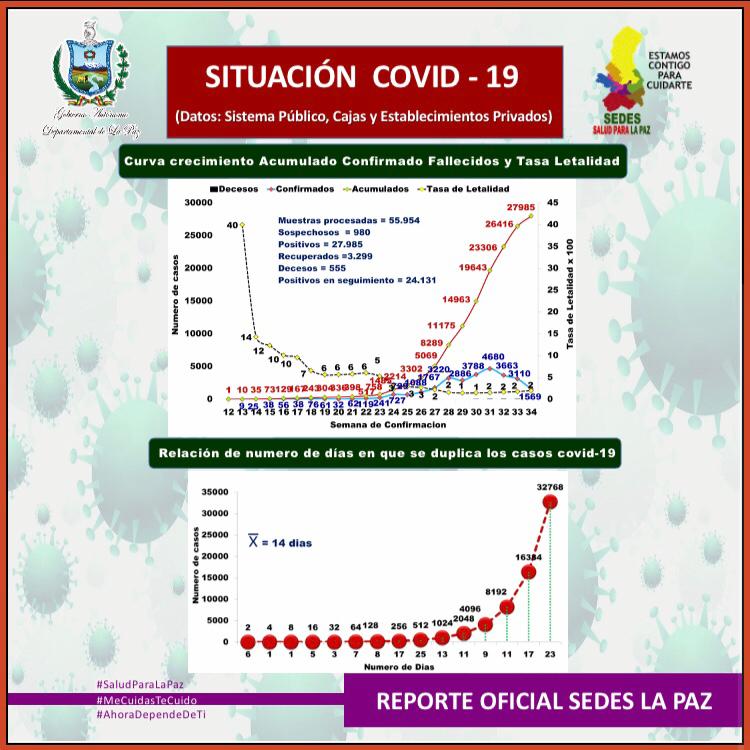 Gobierno Autónomo
Departamental de La Paz
SITUACIÓN COVID - 19
(Datos: Sistema Público, Cajas y Establecimientos Privados)
ESTAMOS
CONTIGO
PARA
CUIDARTE
SEDES
SALUD PARA LA PAZ
Curva crecimiento Acumulado Confirmado Fallecidos y Tasa Letalidad
Decesos Confirmados Acumulados Tasa de Letalidad
Numero de casos
30000
25000
20000
15000
10000
5000
0
Muestras procesadas = 55.954
Sospechosos = 980
Positivos = 27.985
Recuperados =3.299
Decesos = 555
Positivos en seguimiento = 24.131
40 14 12 10 10 7 6 6 6 6 5 3 3 2 2 1 1 2 2 2
1 10 35 73 129 167 243 304 336 398 517 758 1485 2214 3302 5069 8289 11175 14963 19643 23306 26416 27985
9 25 38 56 38 76 61 32 62 119 241 727 1088 1767 3220 2886 3788 4680 3663 3110 1569
45
40
35
30
25
20
15
10
5
0
Tasa de Letalidad x 100
12 13 14 15 16 17 18 19 20 21 22 23 24 25 26 27 28 29 30 31 32 33 34
Semana de Confirmacion
Relación de numero de días en que se duplica los casos covid-19
Numero de casos
35000
30000
25000
20000
15000
10000
5000
0
X = 14 dias
2 4 8 16 32 64 128 256 512 1024 2048 4096 8192 16384 32768
6 1 1 5 3 7 8 17 25 13 11 9 11 17 23
Numero de Dias
#SaludParaLaPaz
#MeCuidasTeCuido
#AhoraDependeDeTi
REPORTE OFICIAL SEDES LA PAZ